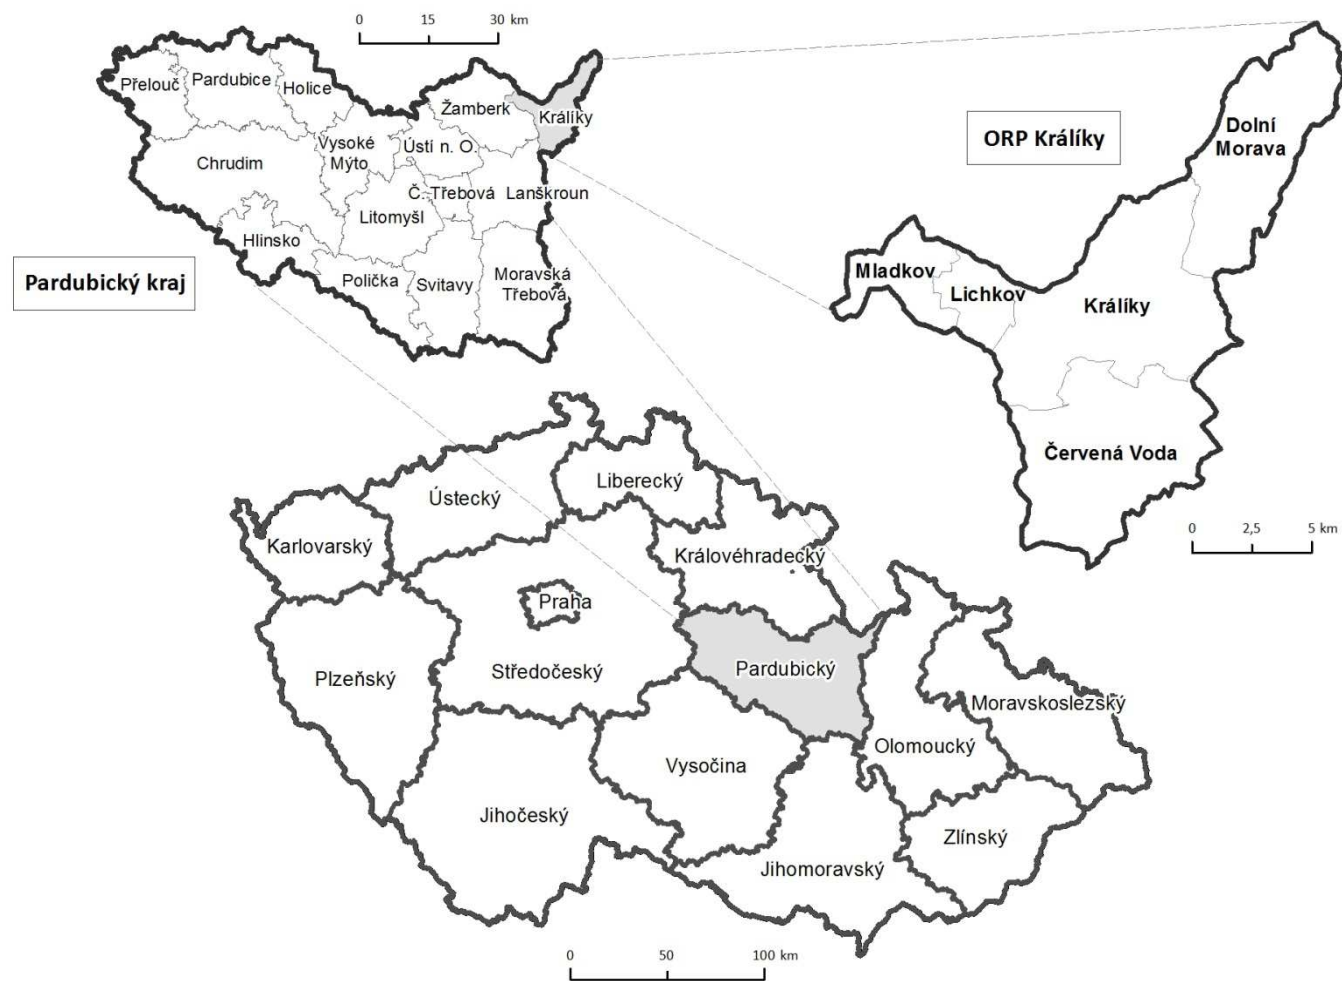 0 15 30 km
Přelouč
Pardubice
Holice
Žamberk
Králíky
Chrudim
Vysoké
Mýto
Ústí n. O.
Č. Třebová
Lanškroun
Litomyšl
Hlinsko
Polička
Svitavy
Moravská
Třebová
Pardubický kraj
ORP Králíky
Dolní
Morava
Mladkov
Lichkov
Králíky
Červená Voda
0 2,5 5 km
Ústecký
Liberecký
Karlovarský
Královéhradecký
Praha
Plzeňský
Středočeský
Pardubický
Moravskoslezský
Olomoucký
Vysočina
Jihočeský
Zlínský
Jihomoravský
0 50 100 km